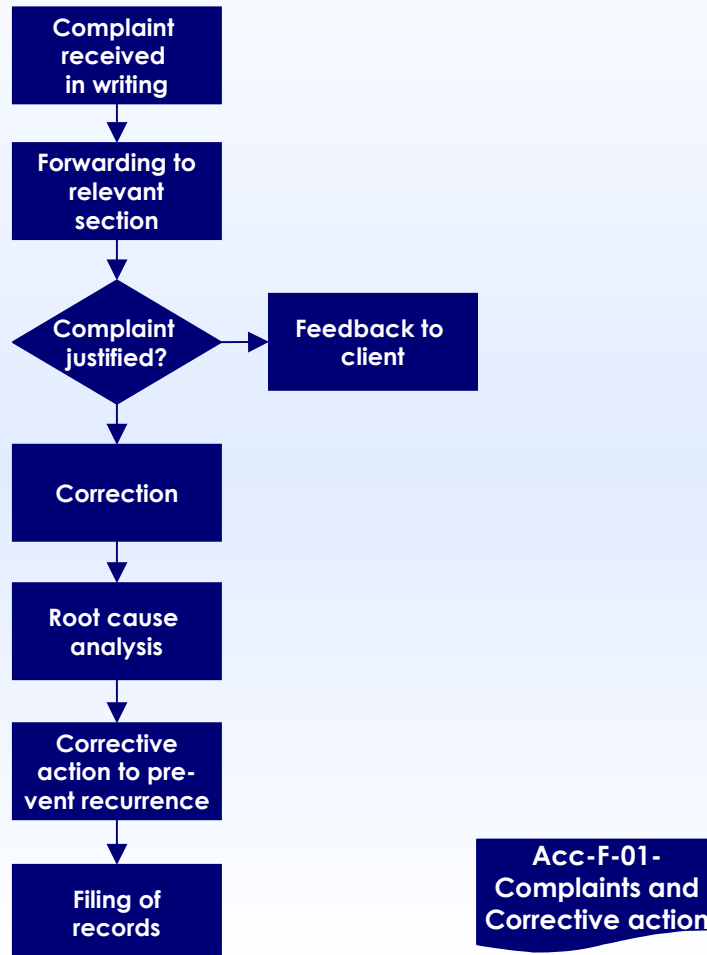 Complaint
received
in writing
Forwarding to
relevant
section
Complaint
justified?
Feedback to
client
Correction
Root cause
analysis
Corrective
action to pre-
vent recurrence
Filing of
records
Acc-F-01-
Complaints and
Corrective action